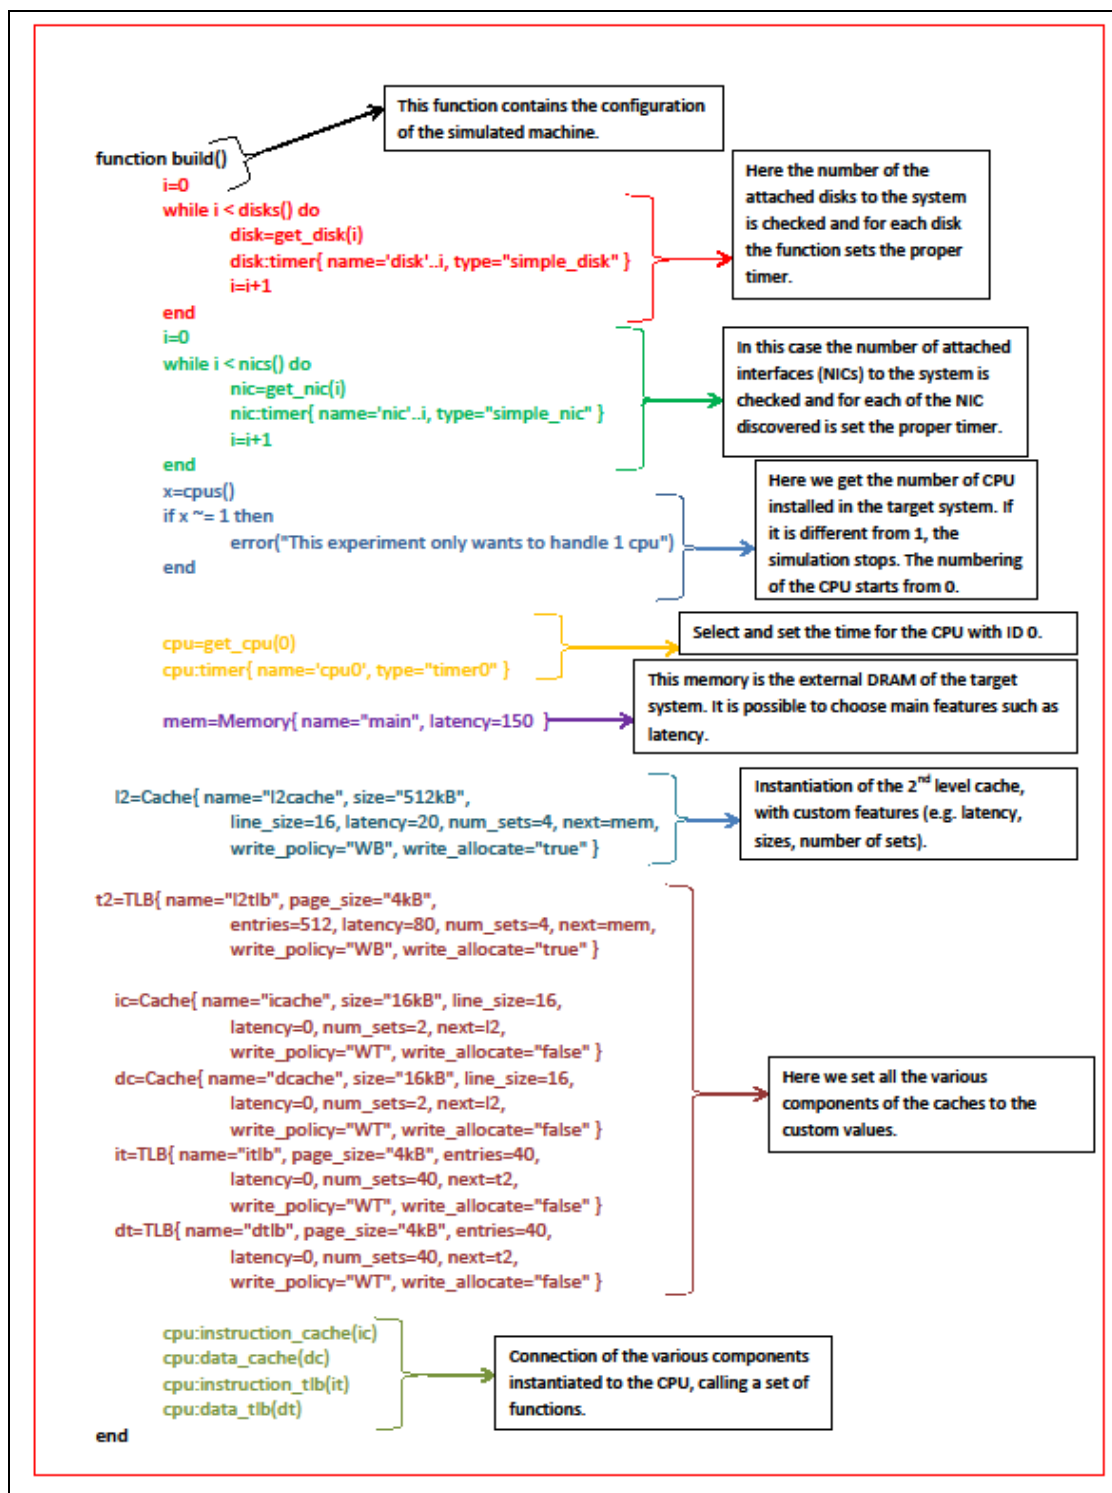 This function contains the configuration
of the simulated machine.
function build()
i=0
while i < disks() do
disk=get_disk(i)
disk:timer{ name='disk'..i, type="simple_disk" }
i=i+1
end
Here the number of the
attached disks to the system
is checked and for each disk
the function sets the proper
timer.
i=0
while i < nics() do
nic=get_nic(i)
nic:timer{ name='nic'..i, type="simple_nic" }
i=i+1
end
In this case the number of attached
interfaces (NICs) to the system is
checked and for each of the NIC
discovered is set the proper timer.
x=cpus()
if x ~= 1 then
error("This experiment only wants to handle 1 cpu")
end
Here we get the number of CPU
installed in the target system. If
it is different from 1, the
simulation stops. The numbering
of the CPU starts from 0.
cpu=get_cpu(0)
cpu:timer{ name='cpu0', type="timer0" }
Select and set the time for the CPU with ID 0.
mem=Memory{ name="main", latency=150 }
This memory is the external DRAM of the target
system. It is possible to choose main features such as
latency.
l2=Cache{ name="l2cache", size="512kB",
line_size=16, latency=20, num_sets=4, next=mem,
write_policy="WB", write_allocate="true" }
Instantiation of the 2nd level cache,
with custom features (e.g. latency,
sizes, number of sets).
t2=TLB{ name="l2tlb", page_size="4kB",
entries=512, latency=80, num_sets=4, next=mem,
write_policy="WB", write_allocate="true" }
ic=Cache{ name="icache", size="16kB", line_size=16,
latency=0, num_sets=2, next=l2,
write_policy="WT", write_allocate="false" }
dc=Cache{ name="dcache", size="16kB", line_size=16,
latency=0, num_sets=2, next=l2,
write_policy="WT", write_allocate="false" }
it=TLB{ name="itlb", page_size="4kB", entries=40,
latency=0, num_sets=40, next=t2,
write_policy="WT", write_allocate="false" }
dt=TLB{ name="dtlb", page_size="4kB", entries=40,
latency=0, num_sets=40, next=t2,
write_policy="WT", write_allocate="false" }
Here we set all the various
components of the caches to the
custom values.
cpu:instruction_cache(ic)
cpu:data_cache(dc)
cpu:instruction_tlb(it)
cpu:data_tlb(dt)
Connection of the various components
instantiated to the CPU, calling a set of
functions.
end